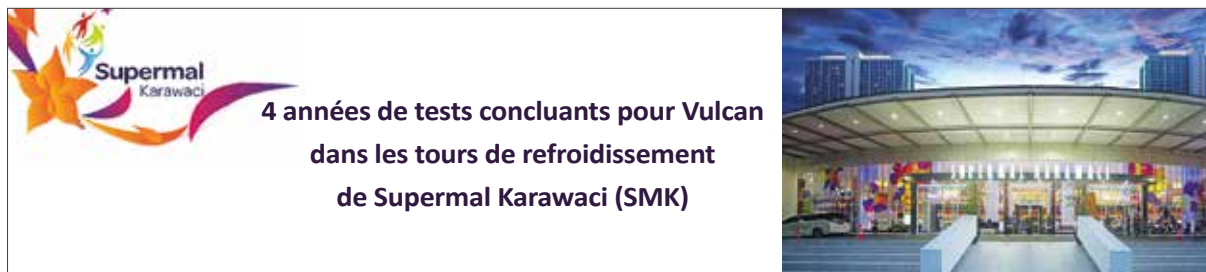 Supermal
Karawaci
4 années de tests concluants pour Vulcan
dans les tours de refroidissement
de Supermal Karawaci (SMK)